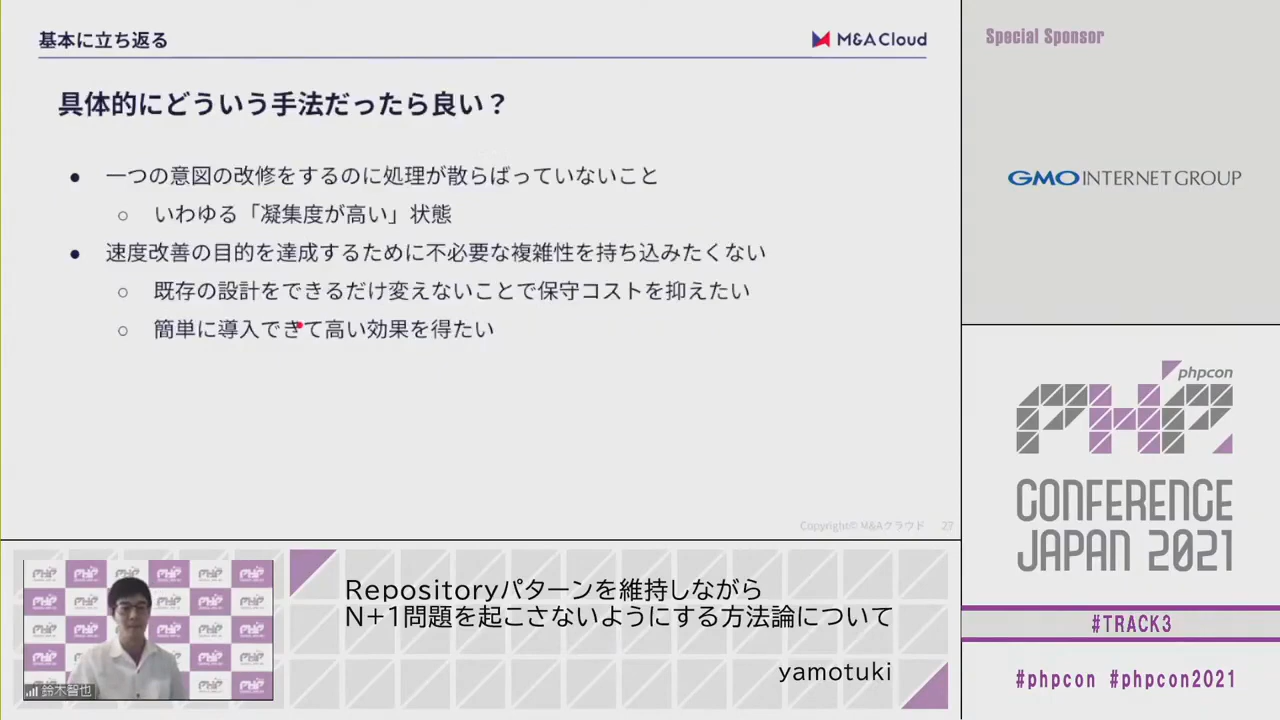 基本に立ち返る
M&A Cloud
具体的にどういう手法だったら良い？
● 一つの意図の改修をするのに処理が散らばっていないこと
○ いわゆる「凝集度が高い」状態
● 速度改善の目的を達成するために不必要な複雑性を持ち込みたくない
○ 既存の設計をできるだけ変えないことで保守コストを抑えたい
○ 簡単に導入できて高い効果を得たい
Copyright© M&Aクラウド 27
Special Sponsor
GMO INTERNET GROUP
phpcon
PHP
CONFERENCE
JAPAN 2021
#TRACK3
#phpcon #phpcon2021
Repositoryパターンを維持しながら
N+1問題を起こさないようにする方法論について
yamotuki
鈴木智也